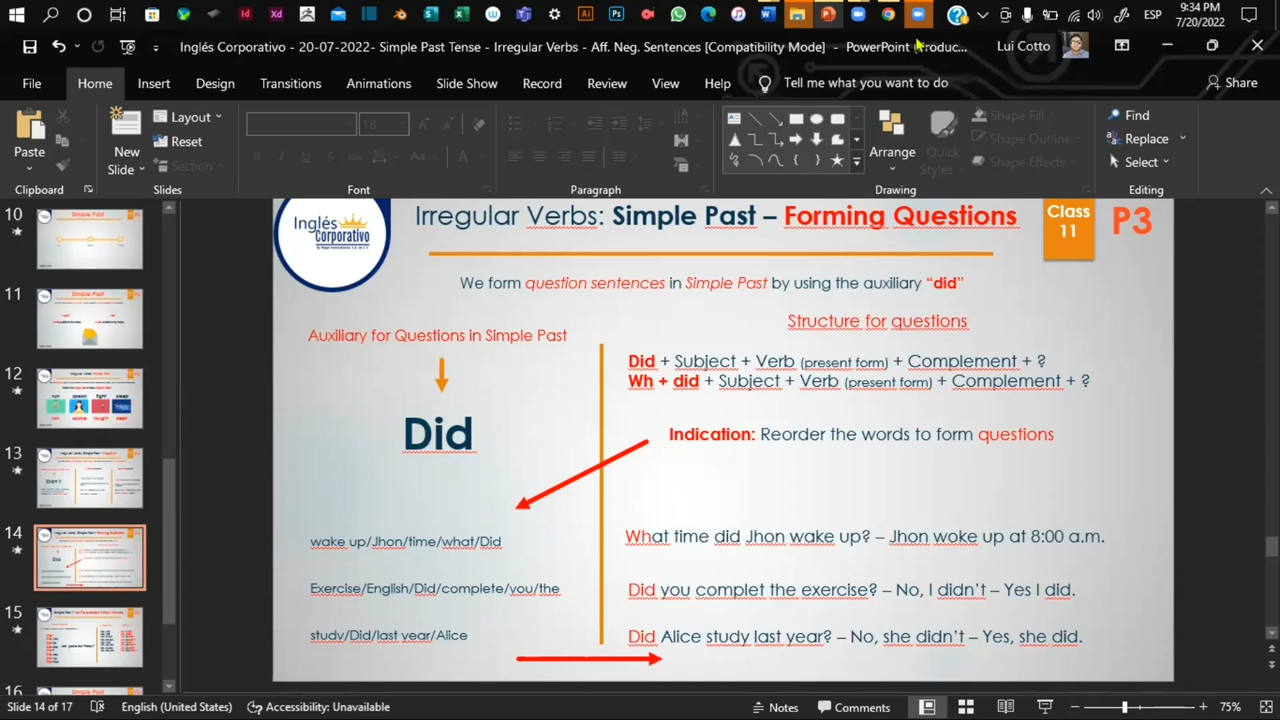 9:34 PM
ESP
7/20/2022
Inglés Corporativo - 20-07-2022- Simple Past Tense - Irregular Verbs - Aff. Neg. Sentences [Compatibility Mode] - PowerPoint (Produc...
Lui Cotto
File Home Insert Design Transitions Animations Slide Show Record Review View Help Tell me what you want to do Share
Paste
New Slide
Layout
Reset
Section
18
Arrange
Quick Styles
Shape Fill
Shape Outline
Shape Effects
Find
Replace
Select
Clipboard Slides Font Paragraph Drawing Editing
10
11
12
13
14
15
16
Inglés
Corporativo
Irregular Verbs: Simple Past – Forming Questions
Class
11
P3
We form question sentences in Simple Past by using the auxiliary “did”
Auxiliary for Questions in Simple Past
Did
Structure for questions
Did + Subject + Verb (present form) + Complement + ?
Wh + did + Subject + Verb (present form) + Complement + ?
Indication: Reorder the words to form questions
wake up/Jhon/time/what/Did
What time did Jhon wake up? – Jhon woke up at 8:00 a.m.
Exercise/English/Did/complete/you/the
Did you complet the exercise? – No, I didn’t – Yes I did.
study/Did/last year/Alice
Did Alice study last year? – No, she didn’t – Yes, she did.
Slide 14 of 17 English (United States) Accessibility: Unavailable Notes Comments 75%